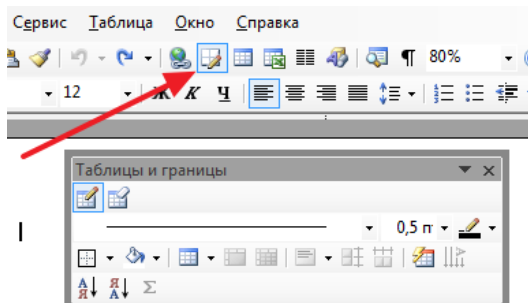 Сервис Таблица Окно Справка
¶ 80%
12 Ж К Ч
Таблицы и границы
0,5 п
А Я
Я А Σ